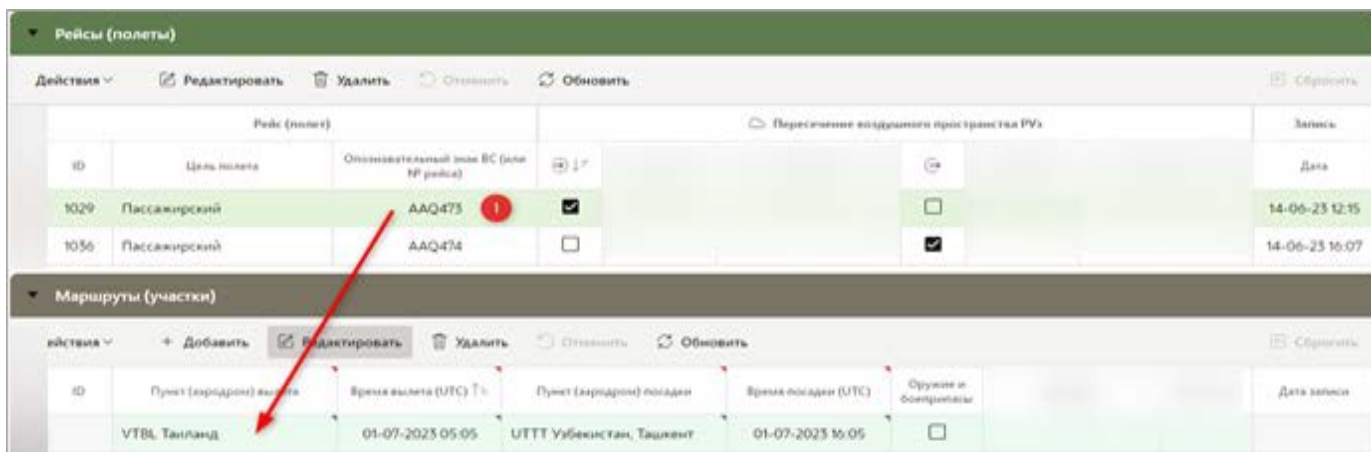 Рейсы (полеты)
Действия Редактировать Удалить Отменить Обновить Сбросить
Рейс (полет) Пересечение воздушного пространства РУз Запись
ID Цель полета Опознавательный знак ВС (или № рейса) Дата
1029 Пассажирский AAQ473 1 14-06-23 12:15
1036 Пассажирский AAQ474 14-06-23 16:07
Маршруты (участки)
ействия + Добавить Редактировать Удалить Отменить Обновить Сбросить
ID Пункт (аэродром) вылета Время вылета (UTC) Пункт (аэродром) посадки Время посадки (UTC) Оружие и боеприпасы Дата записи
VTBL Таиланд 01-07-2023 05:05 UTTT Узбекистан, Ташкент 01-07-2023 16:05